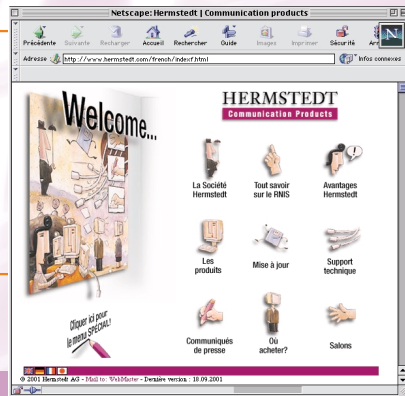 Netscape: Hermstedt | Communication products
Précédente Suivante Recharger Accueil Rechercher Guide Images Imprimer Sécurité
Adresse http://www.hermstedt.com/french/indexf.html Infos connexes
Welcome...
HERMSTEDT
Communication Products
La Société
Hermstedt
Tout savoir
sur le RNIS
Avantages
Hermstedt
Les
produits
Mise à jour
Support
technique
Cliquer ici pour
le menu SPÉCIAL!
Communiqués
de presse
Où
acheter?
Salons
© 2001 Hermstedt AG - Mail to: WebMaster - Dernière version : 18.09.2001